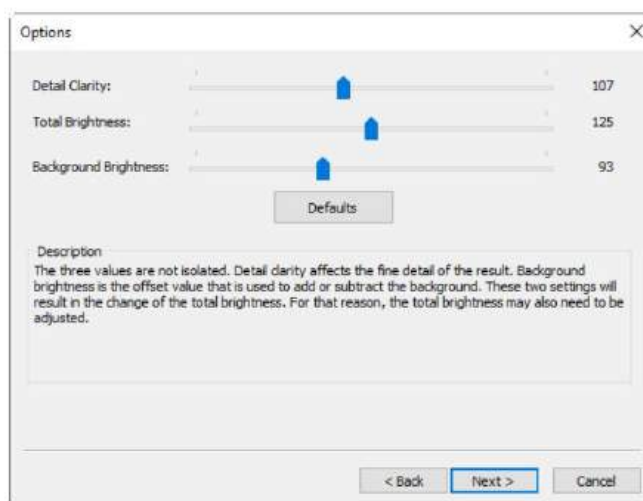 Options
Detail Clarity: 107
Total Brightness: 125
Background Brightness: 93
Defaults
Description
The three values are not isolated. Detail clarity affects the fine detail of the result. Background
brightness is the offset value that is used to add or subtract the background. These two settings will
result in the change of the total brightness. For that reason, the total brightness may also need to be
adjusted.
< Back Next > Cancel